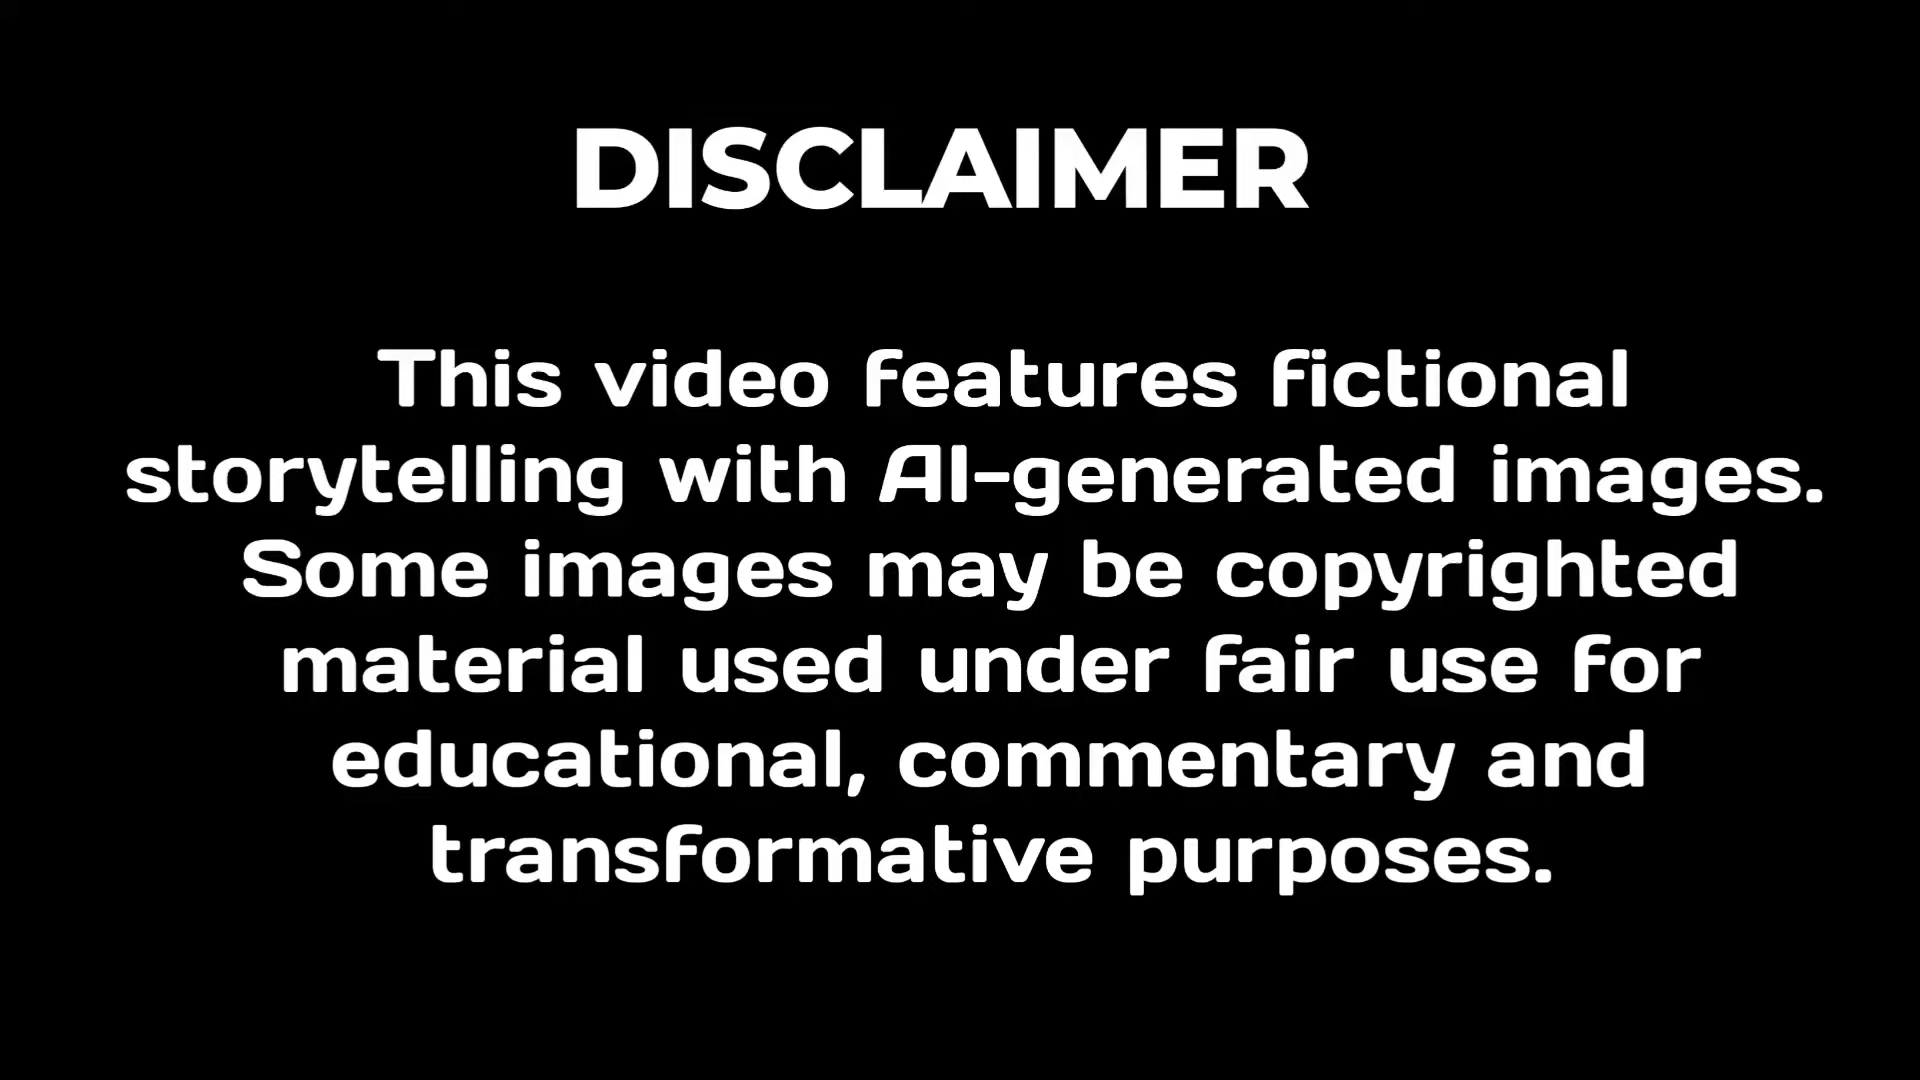 DISCLAIMER
This video features fictional
storytelling with AI-generated images.
Some images may be copyrighted
material used under fair use for
educational, commentary and
transformative purposes.